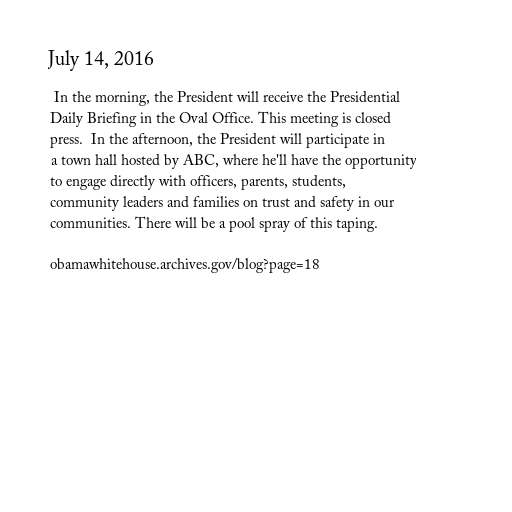 July 14, 2016
In the morning, the President will receive the Presidential
Daily Briefing in the Oval Office. This meeting is closed
press.  In the afternoon, the President will participate in
a town hall hosted by ABC, where he'll have the opportunity
to engage directly with officers, parents, students,
community leaders and families on trust and safety in our
communities. There will be a pool spray of this taping.
obamawhitehouse.archives.gov/blog?page=18